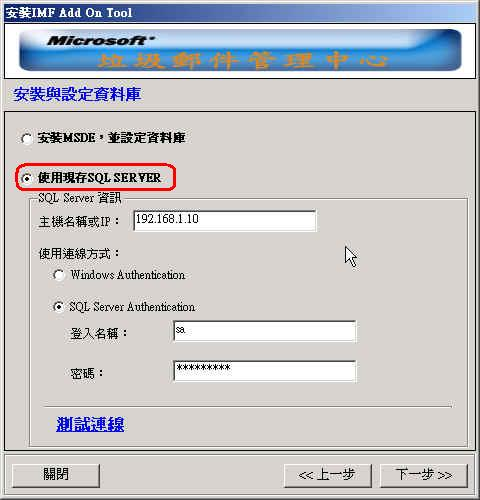 安裝IMF Add On Tool
Microsoft
垃圾郵件管理中心
安裝與設定資料庫
安裝MSDE，並設定資料庫
使用現存SQL SERVER
SQL Server 資訊
主機名稱或IP： 192.168.1.10
使用連線方式：
Windows Authentication
SQL Server Authentication
登入名稱： sa
密碼： *********
測試連線
關閉 << 上一步 下一步 >>